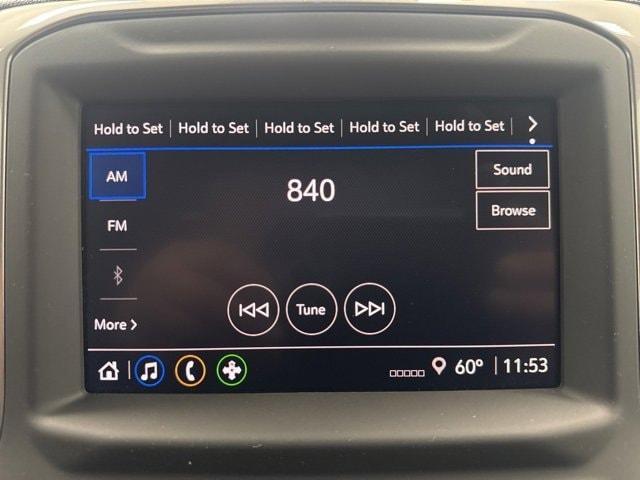 Hold to Set Hold to Set Hold to Set Hold to Set Hold to Set
AM 840 Sound
Browse
FM
Tune
More
60° 11:53